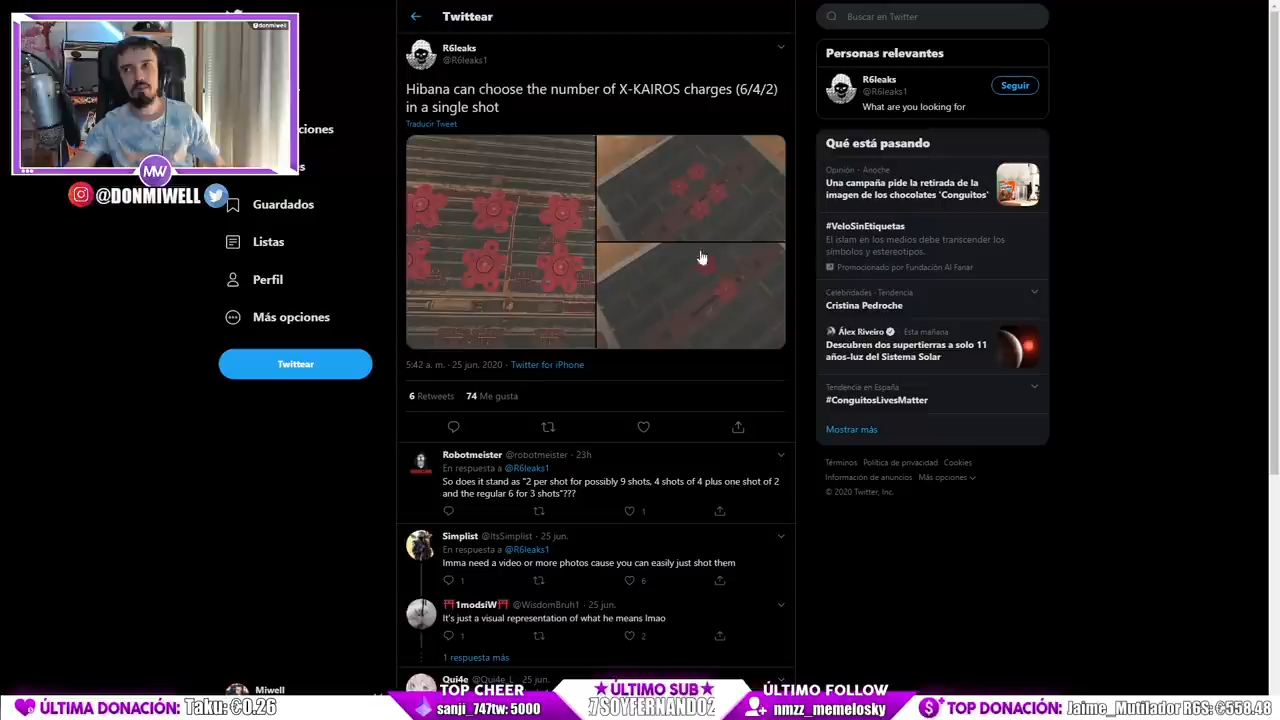 @donmiwell
MW
@DONMIWELL
ciones
s
Guardados
Listas
Perfil
Más opciones
Twittear
Miwell
Twittear
R6leaks
@R6leaks1
Hibana can choose the number of X-KAIROS charges (6/4/2)
in a single shot
Traducir Tweet
5:42 a. m. · 25 jun. 2020 · Twitter for iPhone
6 Retweets 74 Me gusta
Robotmeister @robotmeister · 23h
En respuesta a @R6leaks1
So does it stand as "2 per shot for possibly 9 shots, 4 shots of 4 plus one shot of 2
and the regular 6 for 3 shots"???
1
Simplist @ItsSimplist · 25 jun.
En respuesta a @R6leaks1
Imma need a video or more photos cause you can easily just shot them
1 6
⛩1modsiW⛩ @WisdomBruh1 · 25 jun.
It's just a visual representation of what he means lmao
1 2
1 respuesta más
Qui4e @Qui4e_L · 25 jun.
Buscar en Twitter
Personas relevantes
R6leaks
@R6leaks1
Seguir
What are you looking for
Qué está pasando
Opinión · Anoche
Una campaña pide la retirada de la
imagen de los chocolates 'Conguitos'
#VeloSinEtiquetas
El islam en los medios debe transcender los
símbolos y estereotipos.
Promocionado por Fundación Al Fanar
Celebridades · Tendencia
Cristina Pedroche
Álex Riveiro · Esta mañana
Descubren dos supertierras a solo 11
años-luz del Sistema Solar
Tendencia en España
#ConguitosLivesMatter
Mostrar más
Términos Política de privacidad Cookies
Información de anuncios Más opciones
© 2020 Twitter, Inc.
ÚLTIMA DONACIÓN: Taku: €0.26
TOP CHEER
sanji_747tw: 5000
★ÚLTIMO SUB★
7SOYFERNANDO2
ÚLTIMO FOLLOW
nmzz_memelosky
TOP DONACIÓN: Jaime_Mutilador R6S: €558.48